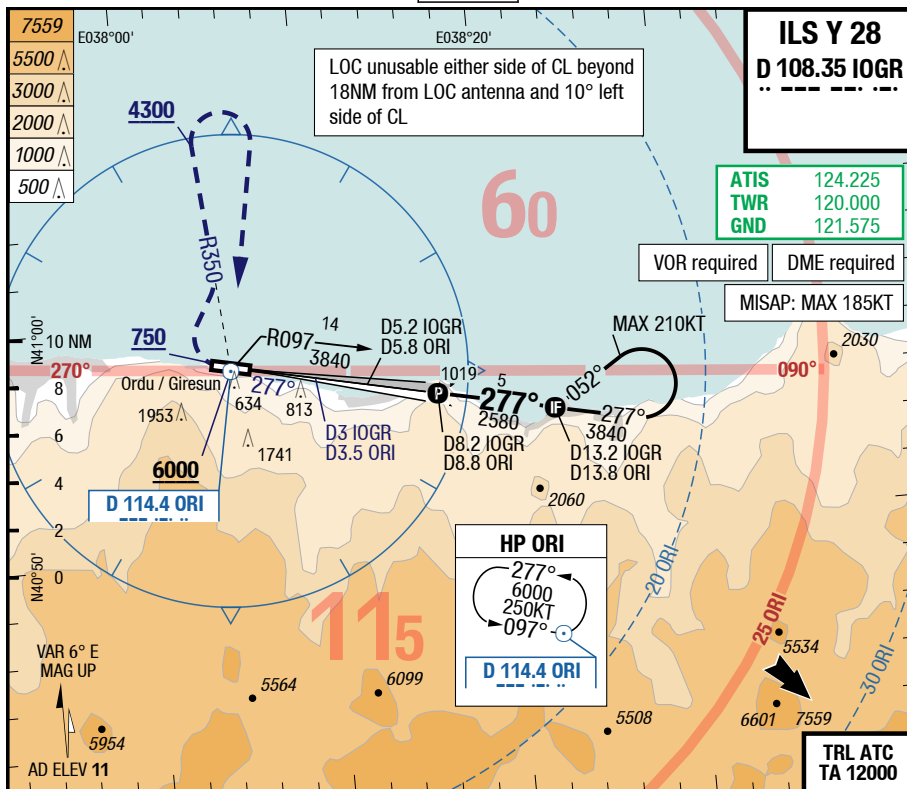 7559
5500
3000
2000
1000
500
E038°00'
E038°20'
ILS Y 28
D 108.35 IOGR
LOC unusable either side of CL beyond
18NM from LOC antenna and 10° left
side of CL
4300
60
ATIS 124.225
TWR 120.000
GND 121.575
VOR required
DME required
MISAP: MAX 185KT
R350
N41°00'
10 NM
8
6
4
2
0
N40°50'
750
R097
14
3840
D5.2 IOGR
D5.8 ORI
MAX 210KT
2030
270°
090°
1019
5
052°
Ordu / Giresun
277°
277°
277°
634
813
2580
3840
1953
1741
D3 IOGR
D3.5 ORI
P
IF
D8.2 IOGR
D8.8 ORI
D13.2 IOGR
D13.8 ORI
6000
D 114.4 ORI
2060
HP ORI
277°
6000
250KT
097°
D 114.4 ORI
20 ORI
25 ORI
30 ORI
115
VAR 6° E
MAG UP
5954
AD ELEV 11
5564
6099
5508
5534
6601
7559
TRL ATC
TA 12000